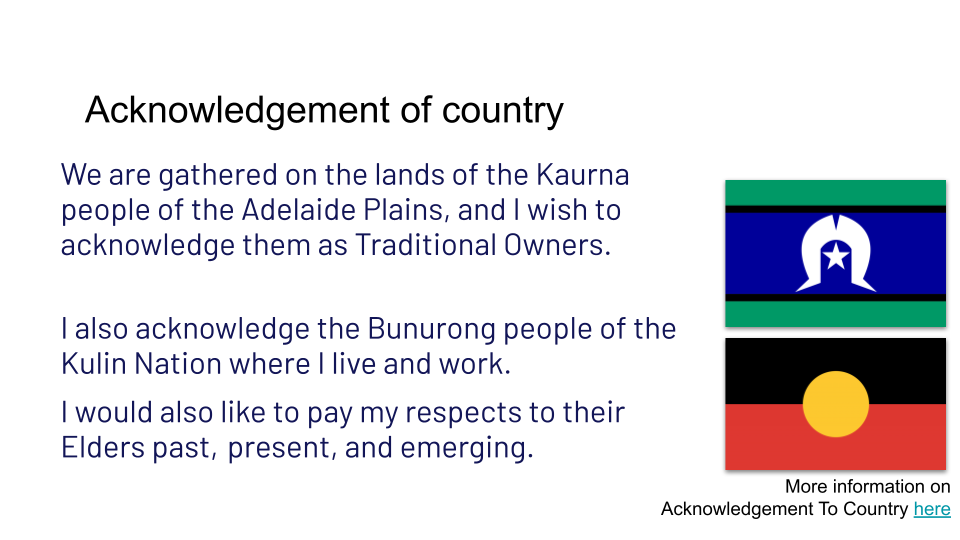 Acknowledgement of country
We are gathered on the lands of the Kaurna
people of the Adelaide Plains, and I wish to
acknowledge them as Traditional Owners.
I also acknowledge the Bunurong people of the
Kulin Nation where I live and work.
I would also like to pay my respects to their
Elders past, present, and emerging.
More information on
Acknowledgement To Country here